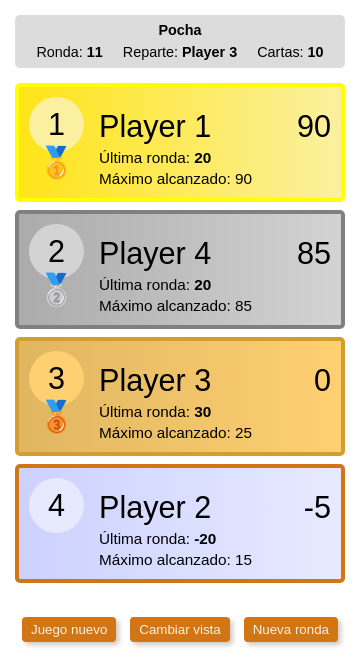 Pocha
Ronda: 11 Reparte: Player 3 Cartas: 10
1
Player 1 90
Última ronda: 20
Máximo alcanzado: 90
2
Player 4 85
Última ronda: 20
Máximo alcanzado: 85
3
Player 3 0
Última ronda: 30
Máximo alcanzado: 25
4
Player 2 -5
Última ronda: -20
Máximo alcanzado: 15
Juego nuevo Cambiar vista Nueva ronda